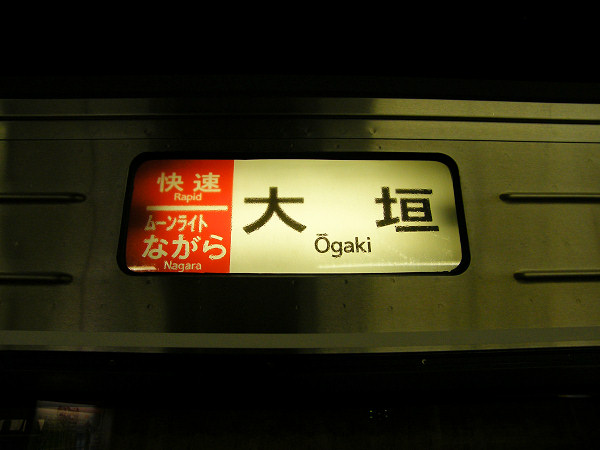 快速
Rapid
ムーンライト
ながら
Nagara
大垣
Ōgaki